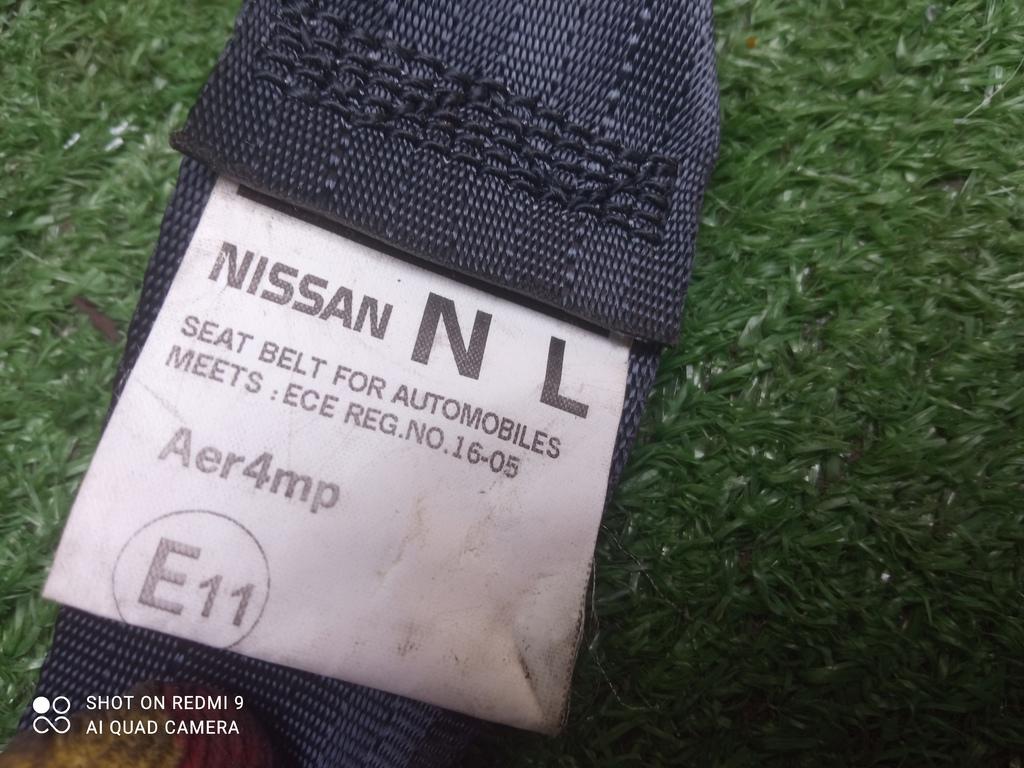 NISSAN N L
SEAT BELT FOR AUTOMOBILES
MEETS : ECE REG.NO.16-05
Aer4mp
E11
SHOT ON REDMI 9
AI QUAD CAMERA